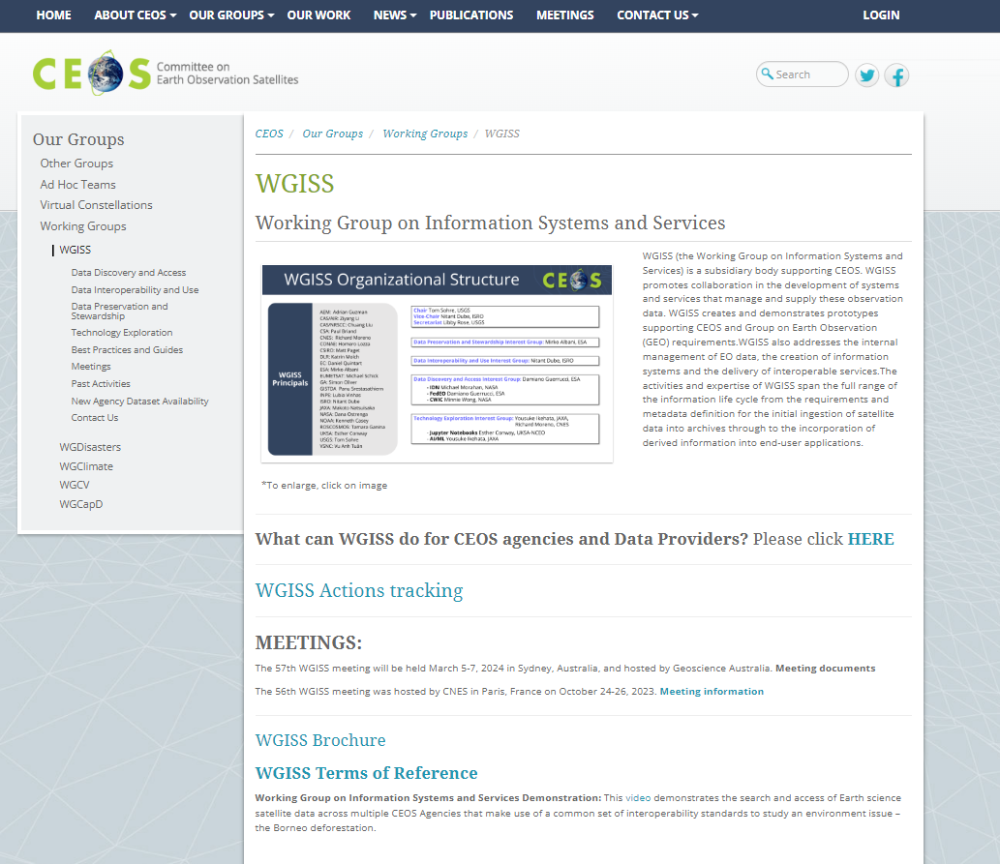 HOME ABOUT CEOS OUR GROUPS OUR WORK NEWS PUBLICATIONS MEETINGS CONTACT US LOGIN
CEOS Committee on
Earth Observation Satellites
Search
Our Groups
Other Groups
Ad Hoc Teams
Virtual Constellations
Working Groups
WGISS
Data Discovery and Access
Data Interoperability and Use
Data Preservation and
Stewardship
Technology Exploration
Best Practices and Guides
Meetings
Past Activities
New Agency Dataset Availability
Contact Us
WGDisasters
WGClimate
WGCV
WGCapD
CEOS / Our Groups / Working Groups / WGISS
WGISS
Working Group on Information Systems and Services
WGISS Organizational Structure CEOS
WGISS
Principals
AEM: Adrian Guzman
CAS/AIR: Ziyang Li
CAS/NRSCC: Chuang Liu
CSA: Paul Briand
CNES: Richard Moreno
CONAE: Homero Lozza
CSIRO: Matt Paget
DLR: Katrin Molch
EC: Daniel Quintart
ESA: Mirko Albani
EUMETSAT: Michael Schick
GA: Simon Oliver
INPE: Lubia Vinhas
ISRO: Nitant Dube
JAXA: Makoto Natsuisaka
NASA: Dana Ostrenga
NOAA: Kenneth Casey
ROSCOSMOS: Tamara Ganina
UKSA: Esther Conway
USGS: Tom Sohre
VSNC: Vu Anh Tuân
Chair Tom Sohre, USGS
Vice-Chair Nitant Dube, ISRO
Secretariat Libby Rose, USGS
Data Preservation and Stewardship Interest Group: Mirko Albani, ESA
Data Interoperability and Use Interest Group: Nitant Dube, ISRO
Data Discovery and Access Interest Group: Damiano Guerrucci, ESA
- IDN Michael Morahan, NASA
- FedEO Damiano Guerrucci, ESA
- CWIC Minnie Wong, NASA
Technology Exploration Interest Group: Yousuke Ikehata, JAXA,
Richard Moreno, CNES
- Jupyter Notebooks Esther Conway, UKSA-NCEO
- AI/ML Yousuke Ikehata, JAXA
*To enlarge, click on image
WGISS (the Working Group on Information Systems and
Services) is a subsidiary body supporting CEOS. WGISS
promotes collaboration in the development of systems
and services that manage and supply these observation
data. WGISS creates and demonstrates prototypes
supporting CEOS and Group on Earth Observation
(GEO) requirements.WGISS also addresses the internal
management of EO data, the creation of information
systems and the delivery of interoperable services.The
activities and expertise of WGISS span the full range of
the information life cycle from the requirements and
metadata definition for the initial ingestion of satellite
data into archives through to the incorporation of
derived information into end-user applications.
What can WGISS do for CEOS agencies and Data Providers? Please click HERE
WGISS Actions tracking
MEETINGS:
The 57th WGISS meeting will be held March 5-7, 2024 in Sydney, Australia, and hosted by Geoscience Australia. Meeting documents
The 56th WGISS meeting was hosted by CNES in Paris, France on October 24-26, 2023. Meeting information
WGISS Brochure
WGISS Terms of Reference
Working Group on Information Systems and Services Demonstration: This video demonstrates the search and access of Earth science
satellite data across multiple CEOS Agencies that make use of a common set of interoperability standards to study an environment issue –
the Borneo deforestation.